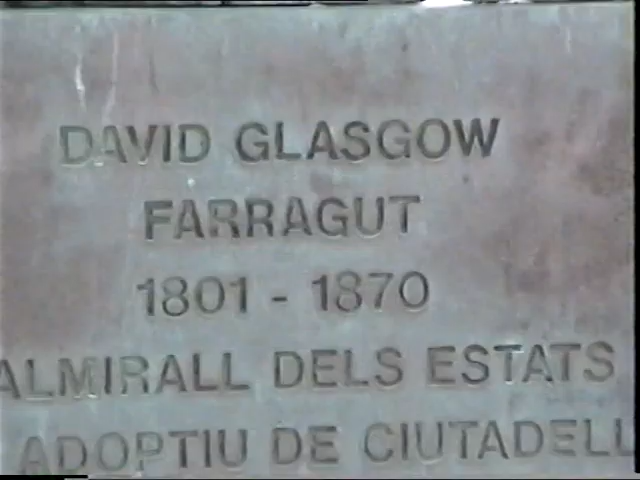 DAVID GLASGOW
FARRAGUT
1801 - 1870
ALMIRALL DELS ESTATS
ADOPTIU DE CIUTADELL